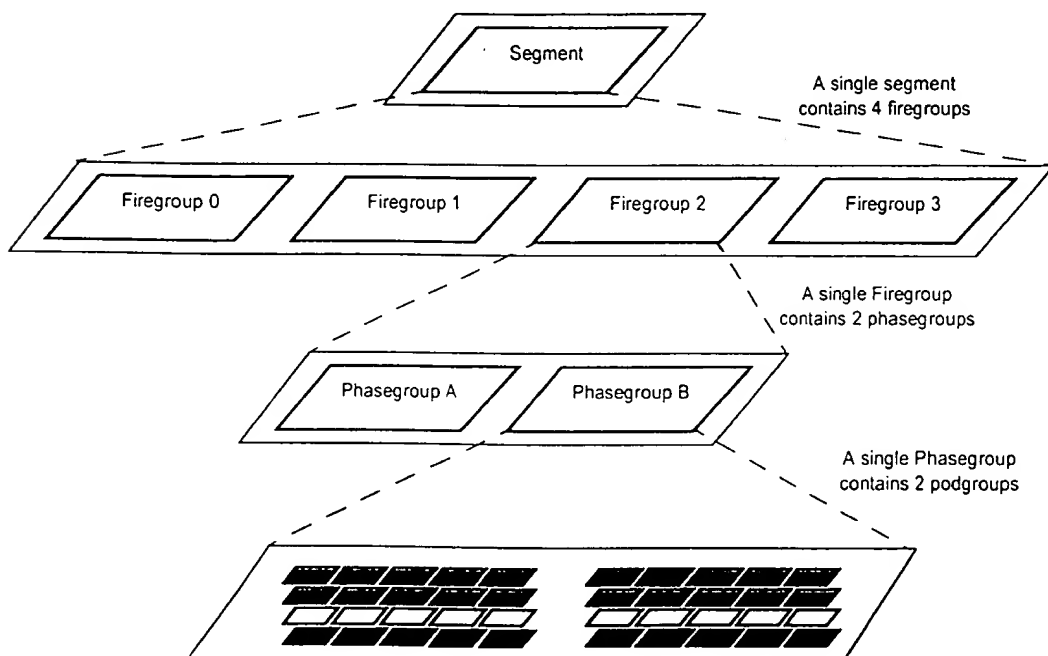 Segment
A single segment
contains 4 firegroups
Firegroup 0
Firegroup 1
Firegroup 2
Firegroup 3
A single Firegroup
contains 2 phasegroups
Phasegroup A
Phasegroup B
A single Phasegroup
contains 2 podgroups